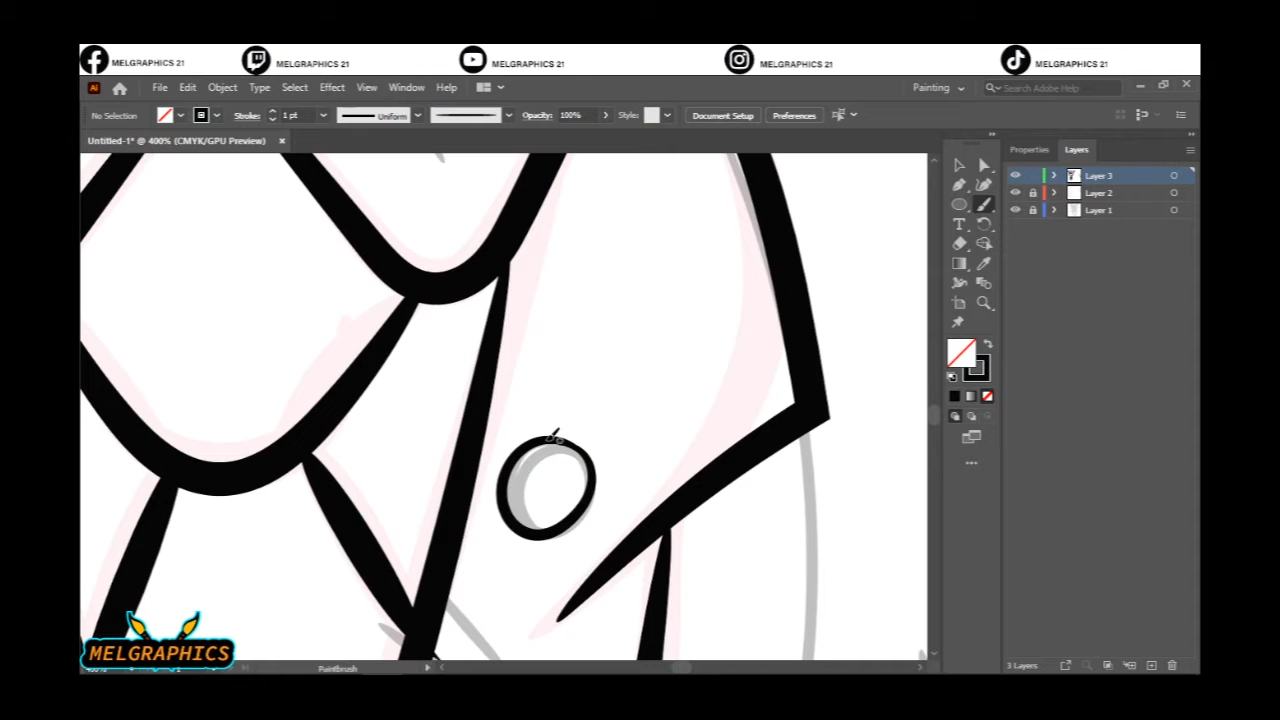 MELGRAPHICS 21
MELGRAPHICS 21
MELGRAPHICS 21
MELGRAPHICS 21
MELGRAPHICS 21
Ai File Edit Object Type Select Effect View Window Help Painting Search Adobe Help
No Selection Stroke: 1 pt Uniform Opacity: 100% Style: Document Setup Preferences
Untitled-1* @ 400% (CMYK/GPU Preview)
Properties Layers
Layer 3
Layer 2
Layer 1
MELGRAPHICS
Paintbrush
3 Layers